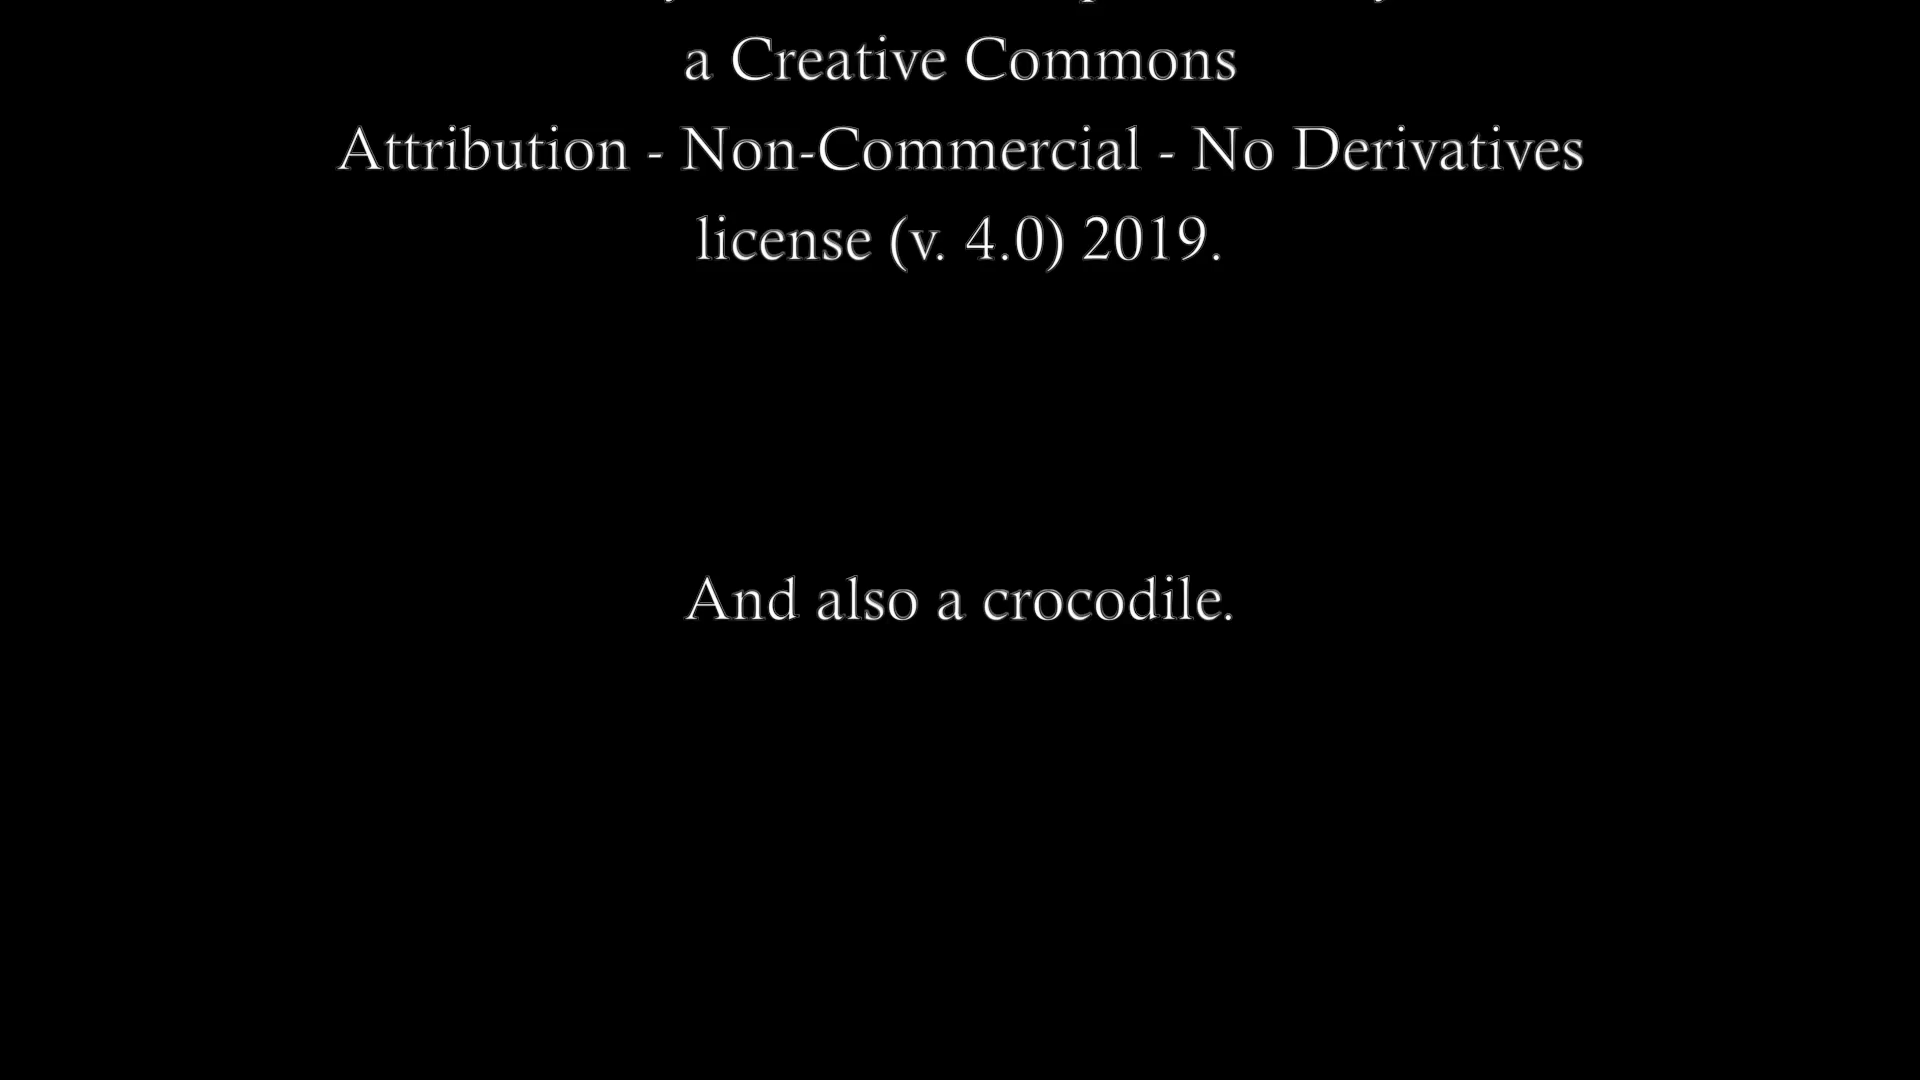 a Creative Commons
Attribution - Non-Commercial - No Derivatives
license (v. 4.0) 2019.
And also a crocodile.